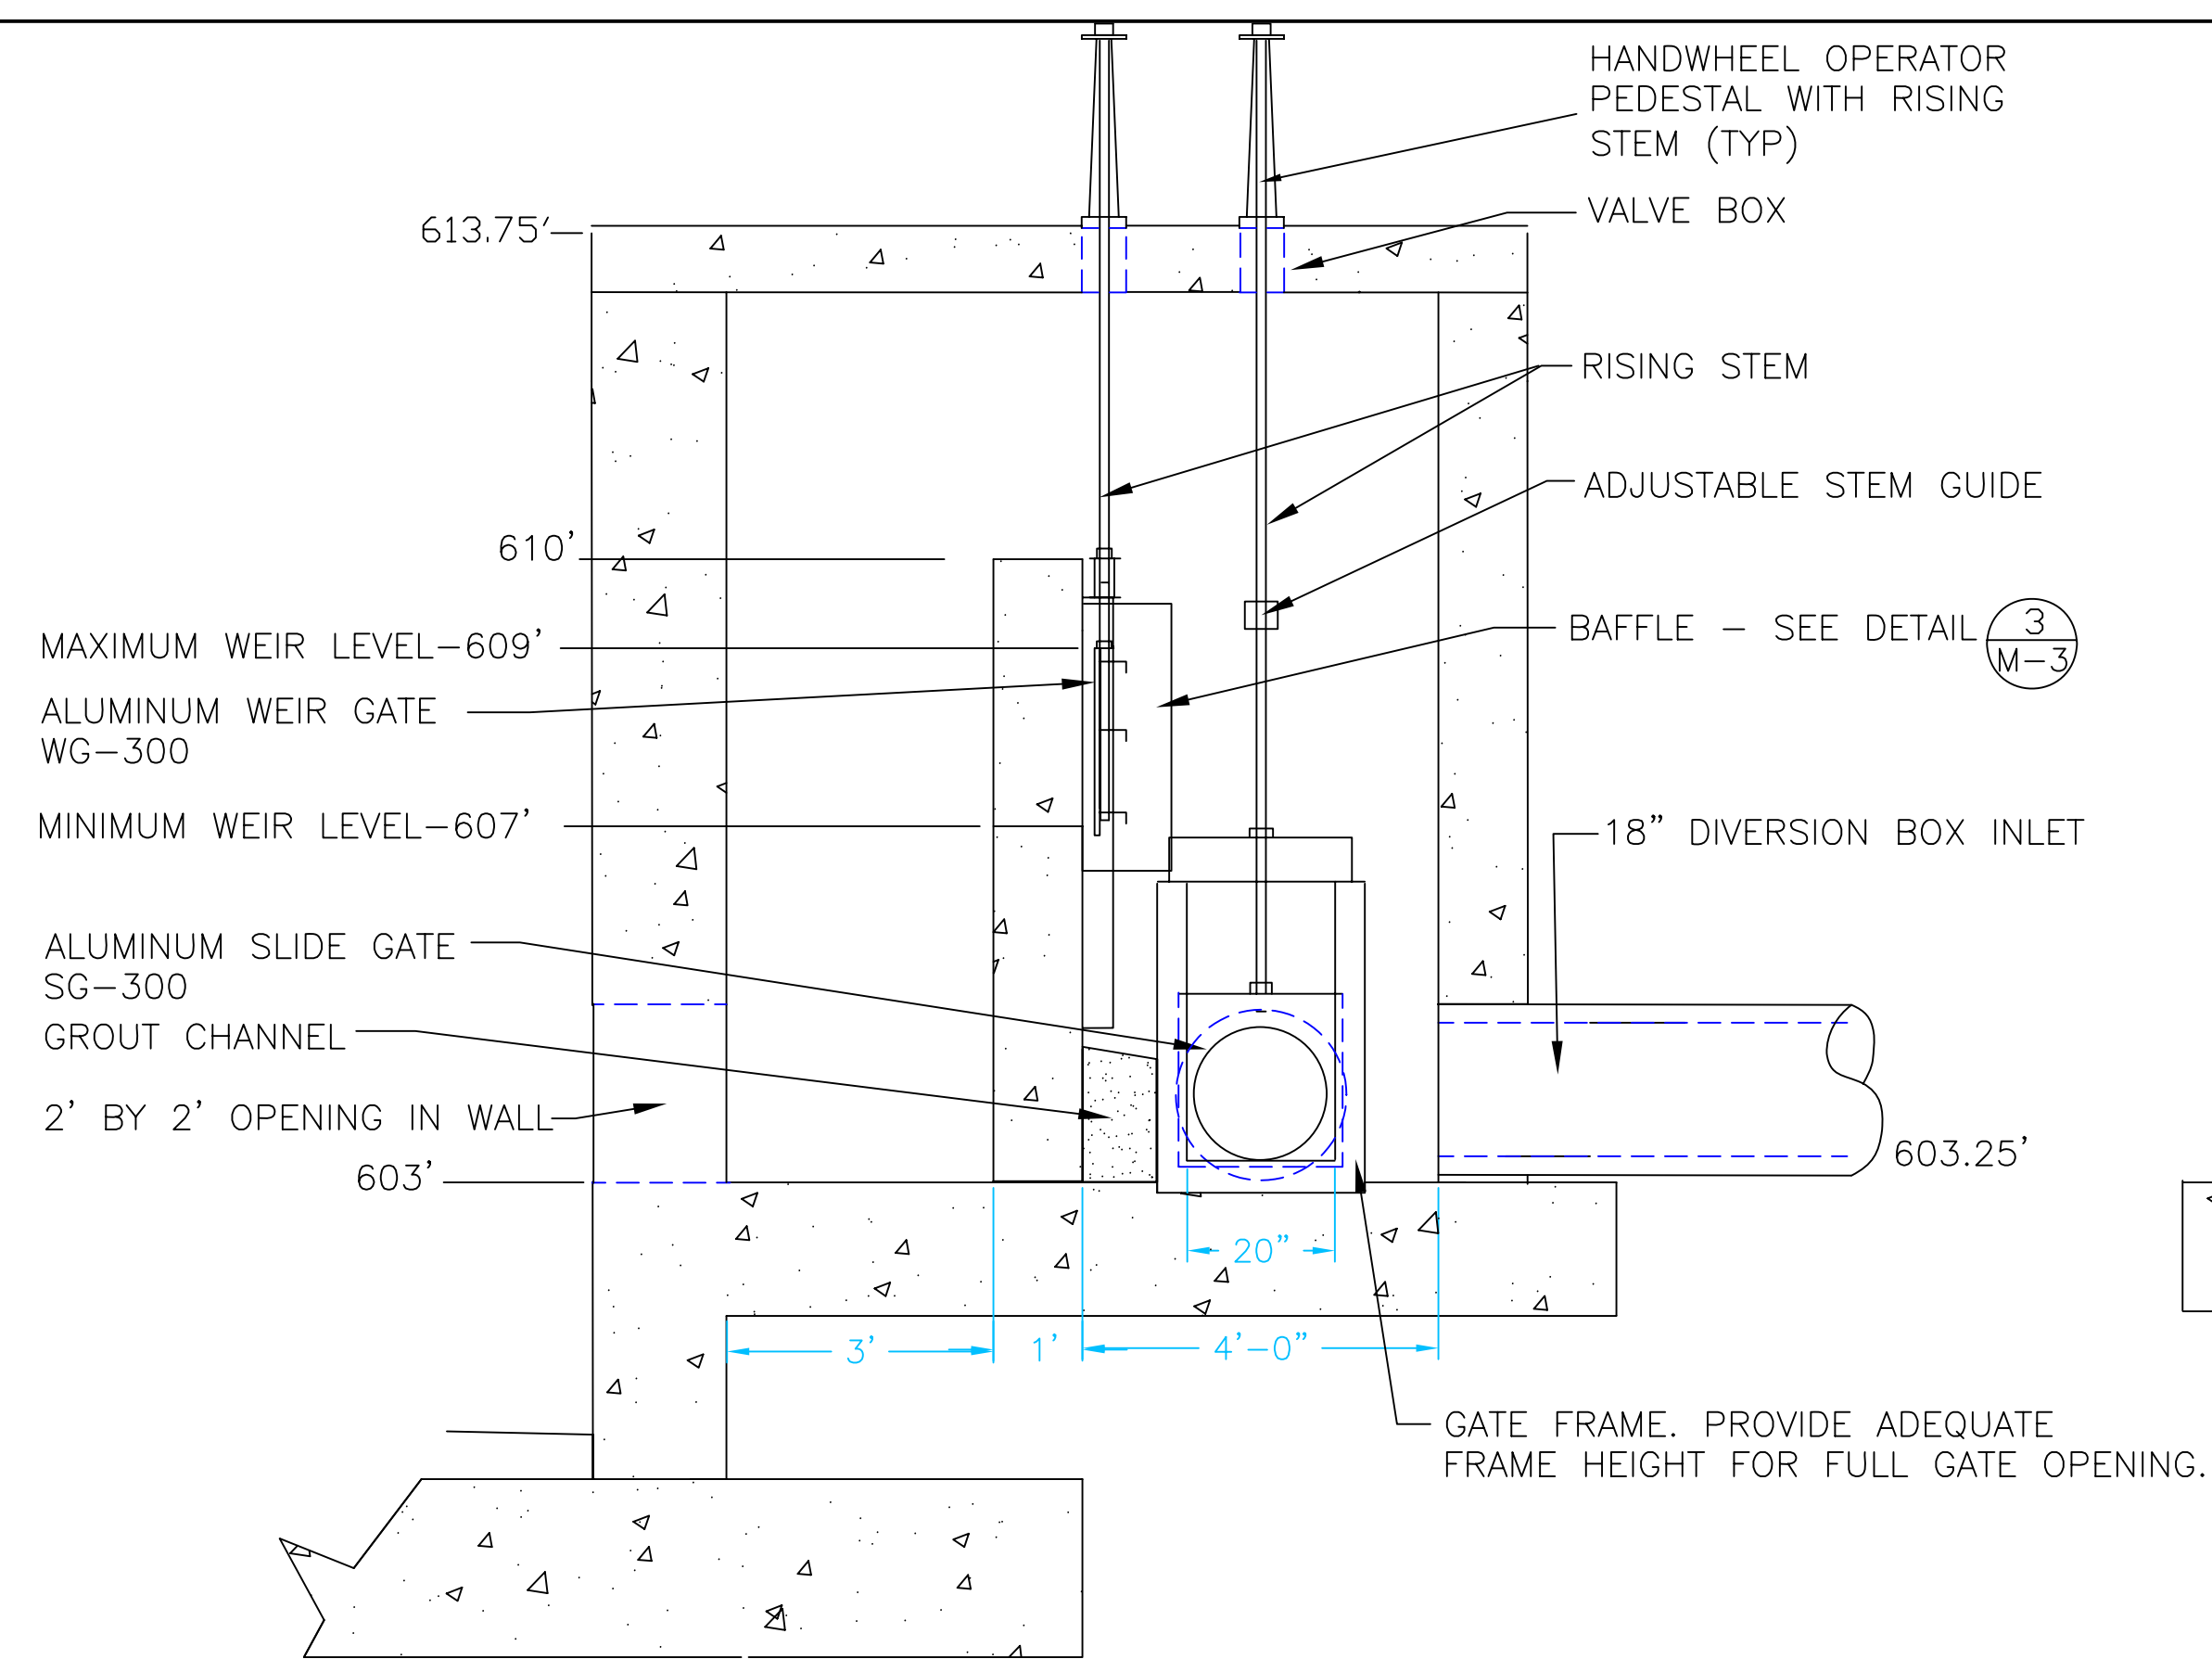 HANDWHEEL OPERATOR
PEDESTAL WITH RISING
STEM (TYP)
VALVE BOX
613.75'
RISING STEM
ADJUSTABLE STEM GUIDE
610'
BAFFLE - SEE DETAIL
3
M-3
MAXIMUM WEIR LEVEL-609'
ALUMINUM WEIR GATE
WG-300
MINIMUM WEIR LEVEL-607'
18" DIVERSION BOX INLET
ALUMINUM SLIDE GATE
SG-300
GROUT CHANNEL
2' BY 2' OPENING IN WALL
603'
603.25'
20"
3'
1'
4'-0"
GATE FRAME. PROVIDE ADEQUATE
FRAME HEIGHT FOR FULL GATE OPENING.